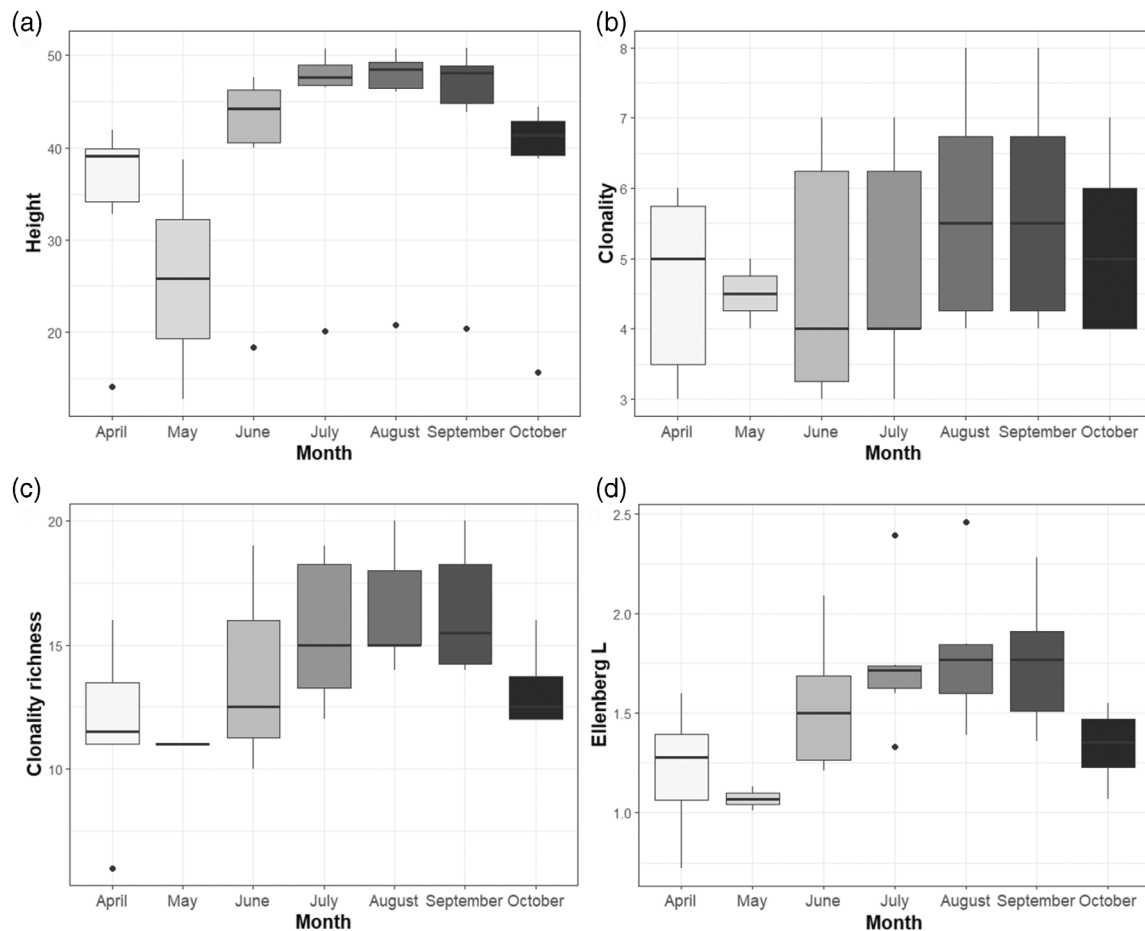 (a)
Height
50
40
30
20
April May June July August September October
Month
(b)
Clonality
8
7
6
5
4
3
April May June July August September October
Month
(c)
Clonality richness
20
15
10
April May June July August September October
Month
(d)
Ellenberg L
2.5
2.0
1.5
1.0
April May June July August September October
Month